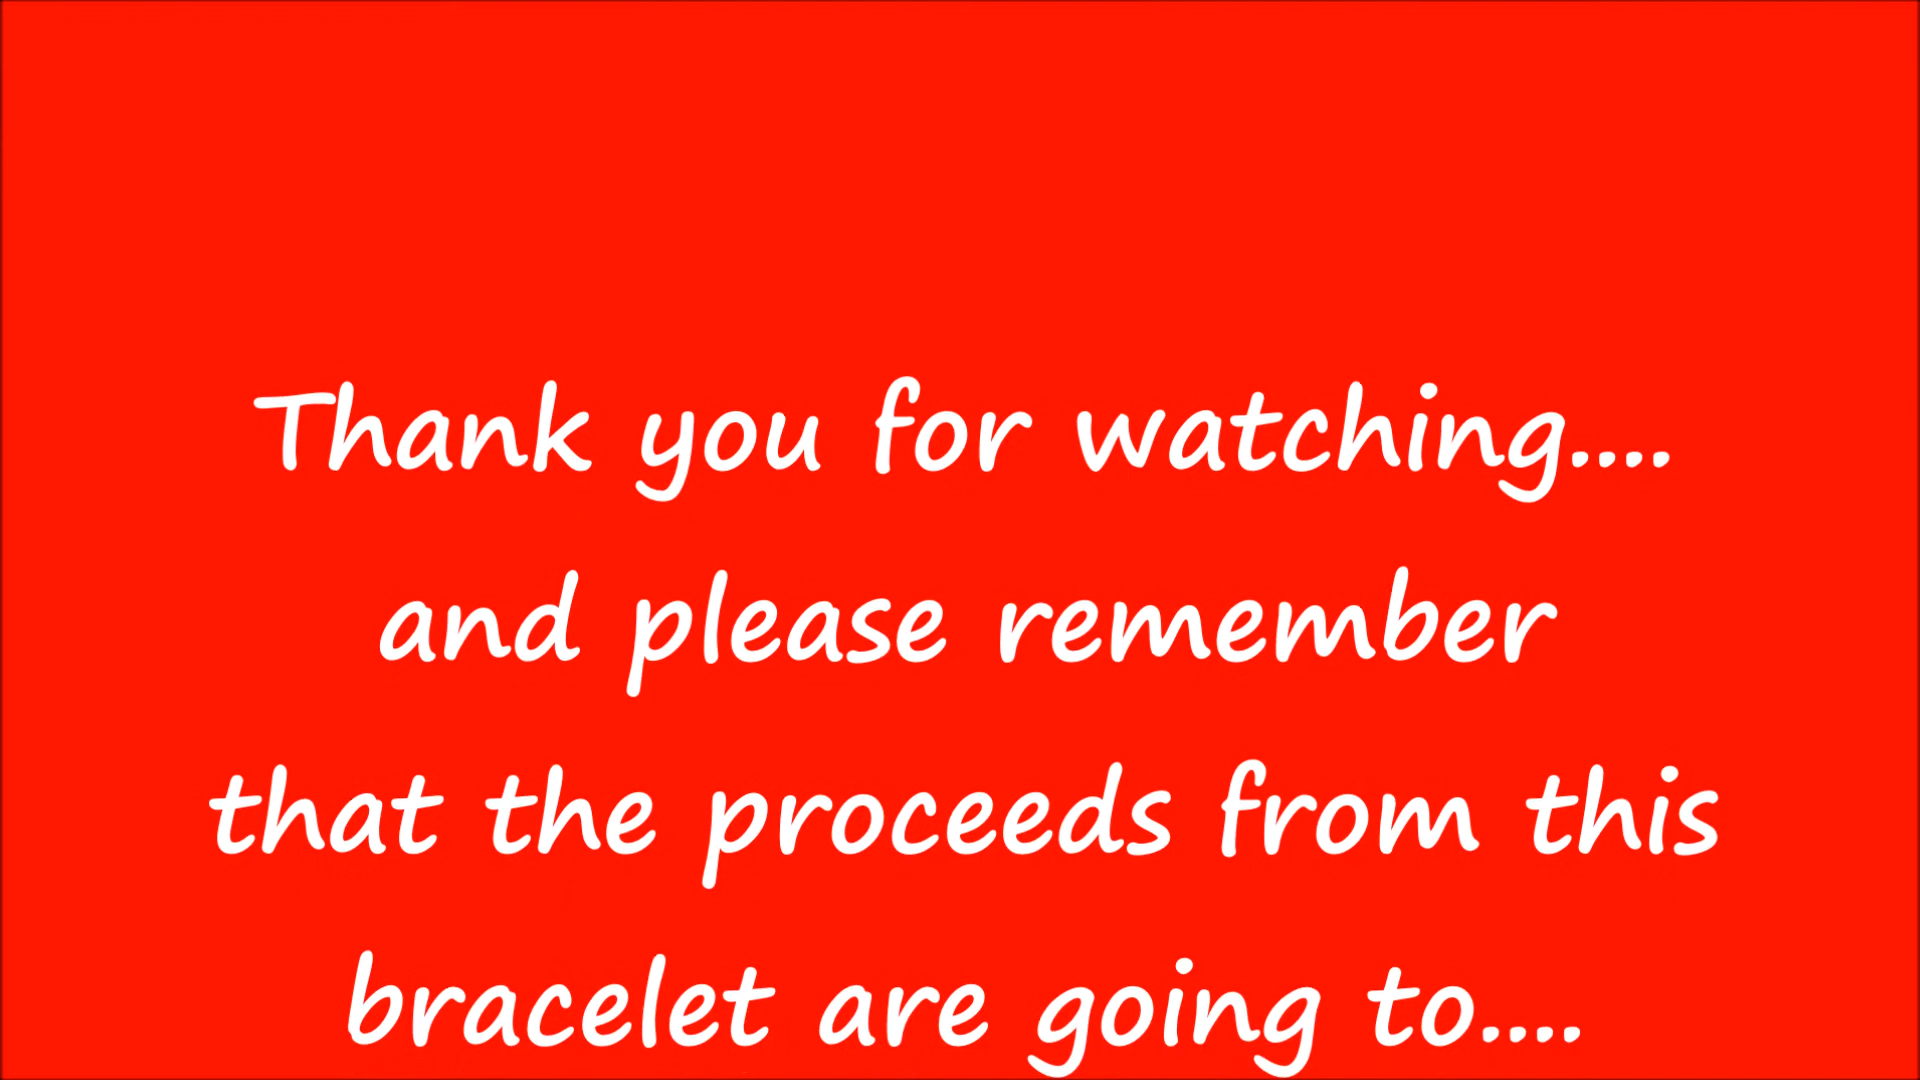 Thank you for watching....
and please remember
that the proceeds from this
bracelet are going to....